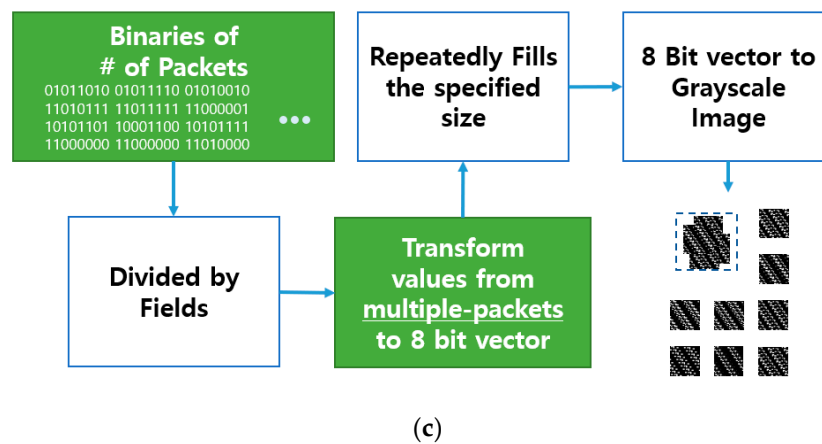 Binaries of
# of Packets
01011010 01011110 01010010
11010111 11011111 11000001
10101101 10001100 10101111
11000000 11000000 11010000
...
Divided by
Fields
Transform
values from
multiple-packets
to 8 bit vector
Repeatedly Fills
the specified
size
8 Bit vector to
Grayscale
Image
(c)